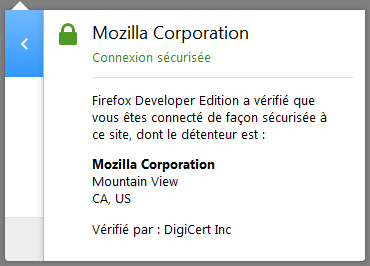 Mozilla Corporation
Connexion sécurisée
Firefox Developer Edition a vérifié que
vous êtes connecté de façon sécurisée à
ce site, dont le détenteur est :
Mozilla Corporation
Mountain View
CA, US
Vérifié par : DigiCert Inc